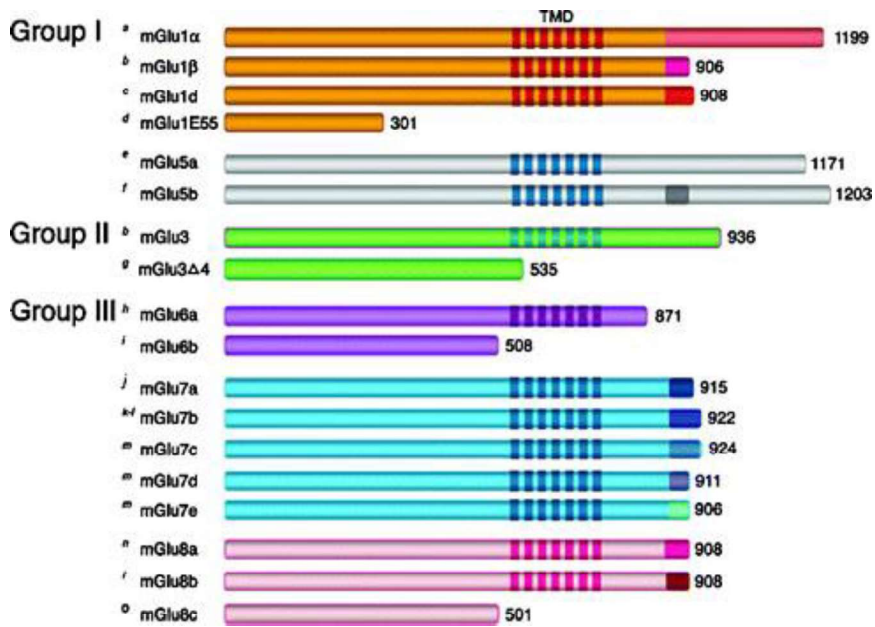 TMD
Group I a mGlu1α 1199
b mGlu1β 906
c mGlu1d 908
d mGlu1E55 301
e mGlu5a 1171
f mGlu5b 1203
Group II b mGlu3 936
g mGlu3Δ4 535
Group III h mGlu6a 871
i mGlu6b 508
j mGlu7a 915
k-l mGlu7b 922
m mGlu7c 924
m mGlu7d 911
m mGlu7e 906
n mGlu8a 908
mGlu8b 908
o mGlu8c 501